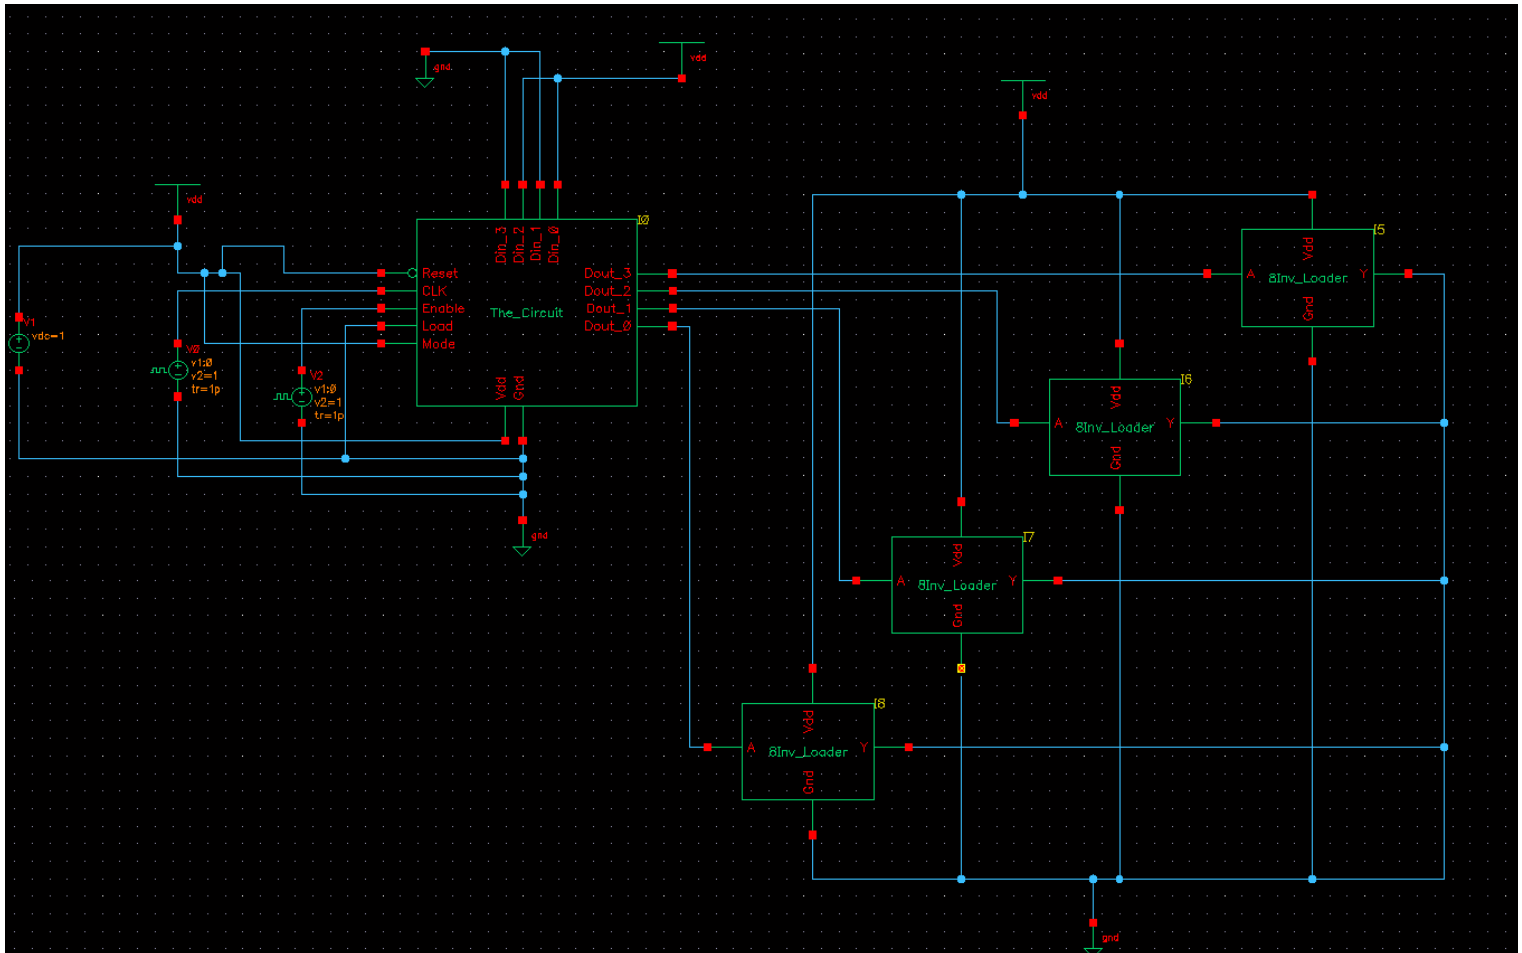 gnd
vdd
vdd
vdd
I0
Din_3
Din_2
Din_1
Din_0
Reset
CLK
Enable
Load
Mode
The_Circuit
Dout_3
Dout_2
Dout_1
Dout_0
Vdd
Gnd
V1
vdc=1
V0
v1:0
v2=1
tr=1p
V2
v1:0
v2=1
tr=1p
gnd
I5
Vdd
A
8Inv_Loader
Y
Gnd
I6
Vdd
A
8Inv_Loader
Y
Gnd
I7
Vdd
A
8Inv_Loader
Y
Gnd
I8
Vdd
A
8Inv_Loader
Y
Gnd
gnd